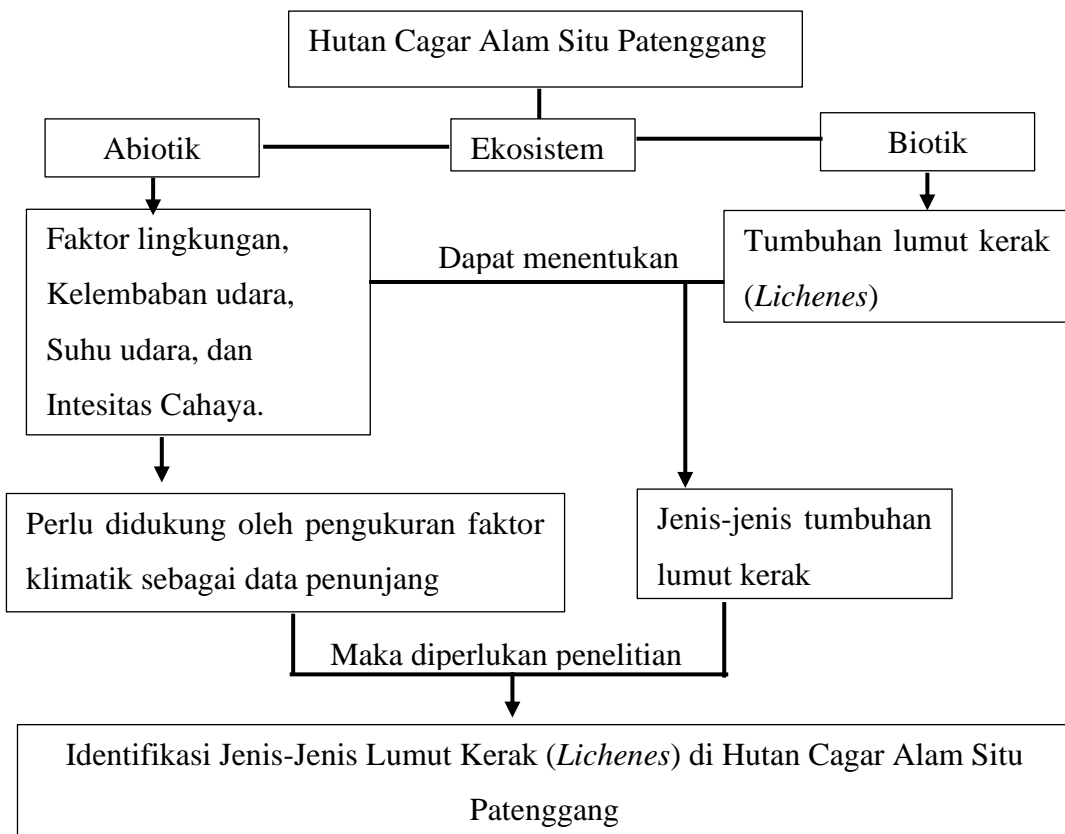 Hutan Cagar Alam Situ Patenggang
Abiotik
Ekosistem
Biotik
Faktor lingkungan,
Kelembaban udara,
Suhu udara, dan
Intesitas Cahaya.
Dapat menentukan
Tumbuhan lumut kerak
(Lichenes)
Perlu didukung oleh pengukuran faktor
klimatik sebagai data penunjang
Jenis-jenis tumbuhan
lumut kerak
Maka diperlukan penelitian
Identifikasi Jenis-Jenis Lumut Kerak (Lichenes) di Hutan Cagar Alam Situ
Patenggang